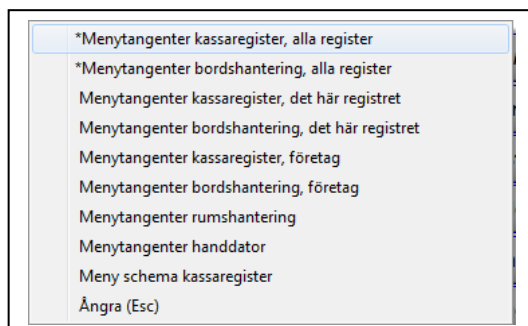 *Menytangenter kassaregister, alla register
*Menytangenter bordshantering, alla register
Menytangenter kassaregister, det här registret
Menytangenter bordshantering, det här registret
Menytangenter kassaregister, företag
Menytangenter bordshantering, företag
Menytangenter rumshantering
Menytangenter handdator
Meny schema kassaregister
Ångra (Esc)